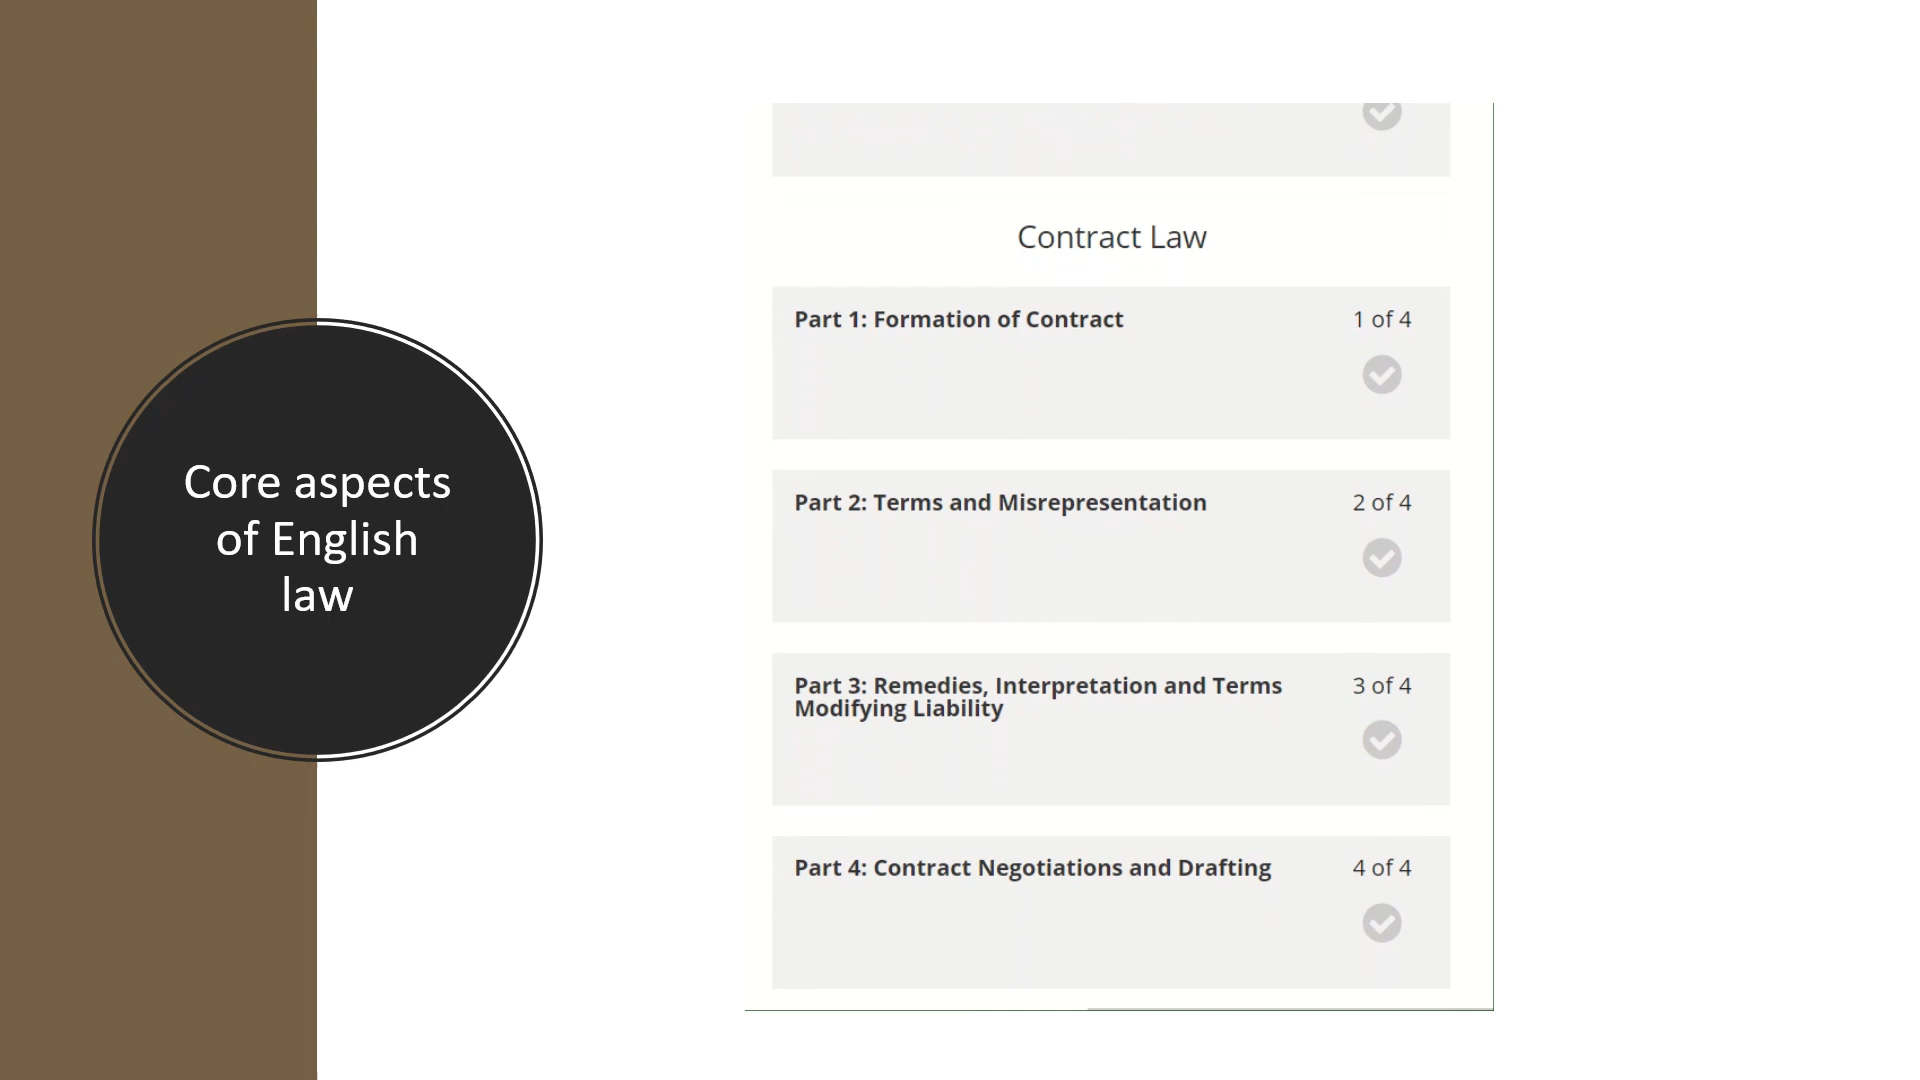 Core aspects
of English
law
Contract Law
Part 1: Formation of Contract
1 of 4
Part 2: Terms and Misrepresentation
2 of 4
Part 3: Remedies, Interpretation and Terms
Modifying Liability
3 of 4
Part 4: Contract Negotiations and Drafting
4 of 4